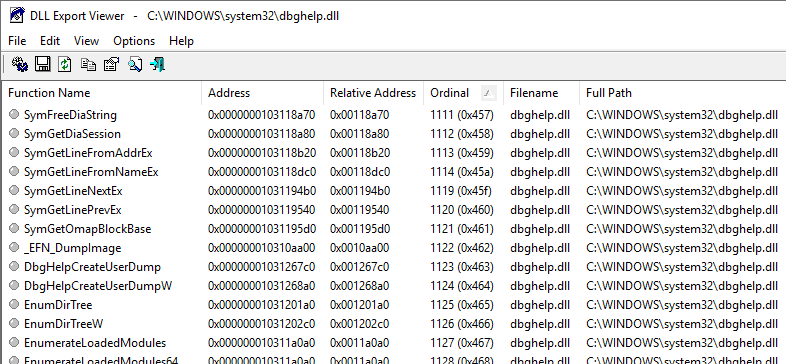 DLL Export Viewer - C:\WINDOWS\system32\dbghelp.dll
File Edit View Options Help
Function Name Address Relative Address Ordinal Filename Full Path
SymFreeDiaString 0x0000000103118a70 0x00118a70 1111 (0x457) dbghelp.dll C:\WINDOWS\system32\dbghelp.dll
SymGetDiaSession 0x0000000103118a80 0x00118a80 1112 (0x458) dbghelp.dll C:\WINDOWS\system32\dbghelp.dll
SymGetLineFromAddrEx 0x0000000103118b20 0x00118b20 1113 (0x459) dbghelp.dll C:\WINDOWS\system32\dbghelp.dll
SymGetLineFromNameEx 0x0000000103118dc0 0x00118dc0 1114 (0x45a) dbghelp.dll C:\WINDOWS\system32\dbghelp.dll
SymGetLineNextEx 0x00000001031194b0 0x001194b0 1119 (0x45f) dbghelp.dll C:\WINDOWS\system32\dbghelp.dll
SymGetLinePrevEx 0x0000000103119540 0x00119540 1120 (0x460) dbghelp.dll C:\WINDOWS\system32\dbghelp.dll
SymGetOmapBlockBase 0x00000001031195d0 0x001195d0 1121 (0x461) dbghelp.dll C:\WINDOWS\system32\dbghelp.dll
_EFN_DumpImage 0x000000010310aa00 0x0010aa00 1122 (0x462) dbghelp.dll C:\WINDOWS\system32\dbghelp.dll
DbgHelpCreateUserDump 0x00000001031267c0 0x001267c0 1123 (0x463) dbghelp.dll C:\WINDOWS\system32\dbghelp.dll
DbgHelpCreateUserDumpW 0x00000001031268a0 0x001268a0 1124 (0x464) dbghelp.dll C:\WINDOWS\system32\dbghelp.dll
EnumDirTree 0x00000001031201a0 0x001201a0 1125 (0x465) dbghelp.dll C:\WINDOWS\system32\dbghelp.dll
EnumDirTreeW 0x00000001031202c0 0x001202c0 1126 (0x466) dbghelp.dll C:\WINDOWS\system32\dbghelp.dll
EnumerateLoadedModules 0x000000010311a0a0 0x0011a0a0 1127 (0x467) dbghelp.dll C:\WINDOWS\system32\dbghelp.dll
EnumerateLoadedModules64 0x000000010311a0a0 0x0011a0a0 1128 (0x468) dbghelp.dll C:\WINDOWS\system32\dbghelp.dll